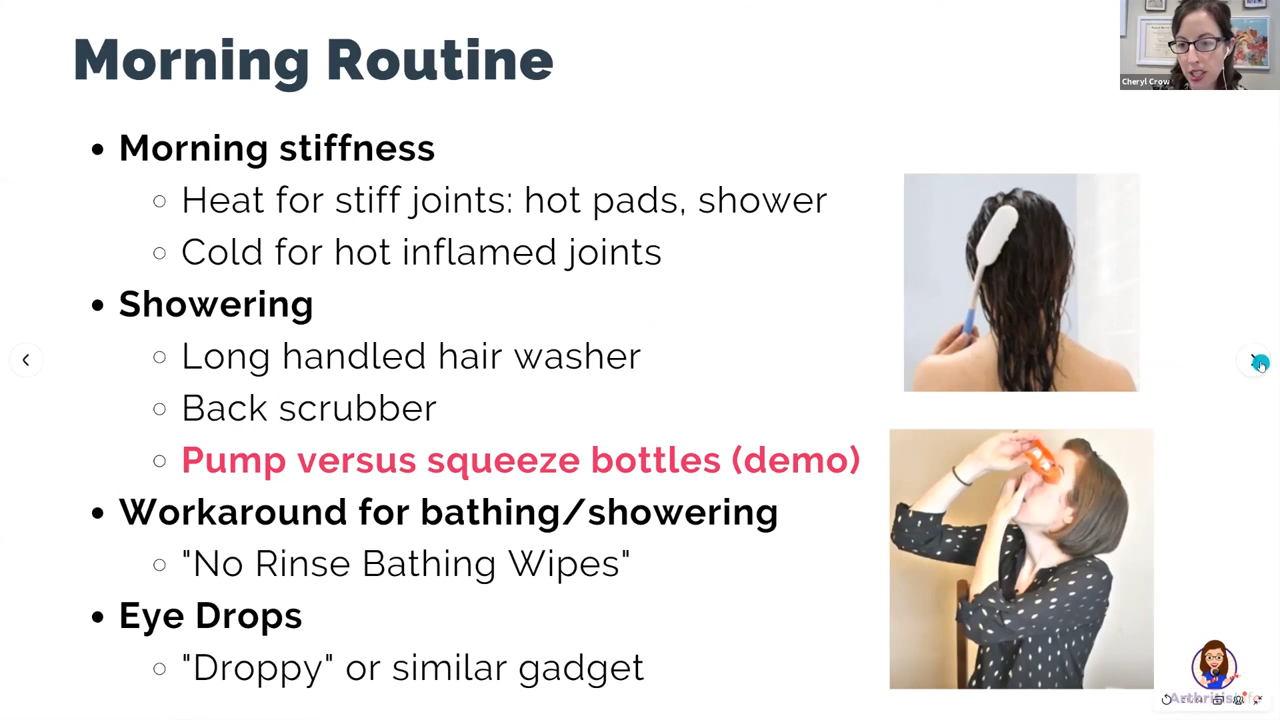 Morning Routine
Cheryl Crow
Morning stiffness
Heat for stiff joints: hot pads, shower
Cold for hot inflamed joints
Showering
Long handled hair washer
Back scrubber
Pump versus squeeze bottles (demo)
Workaround for bathing/showering
"No Rinse Bathing Wipes"
Eye Drops
"Droppy" or similar gadget